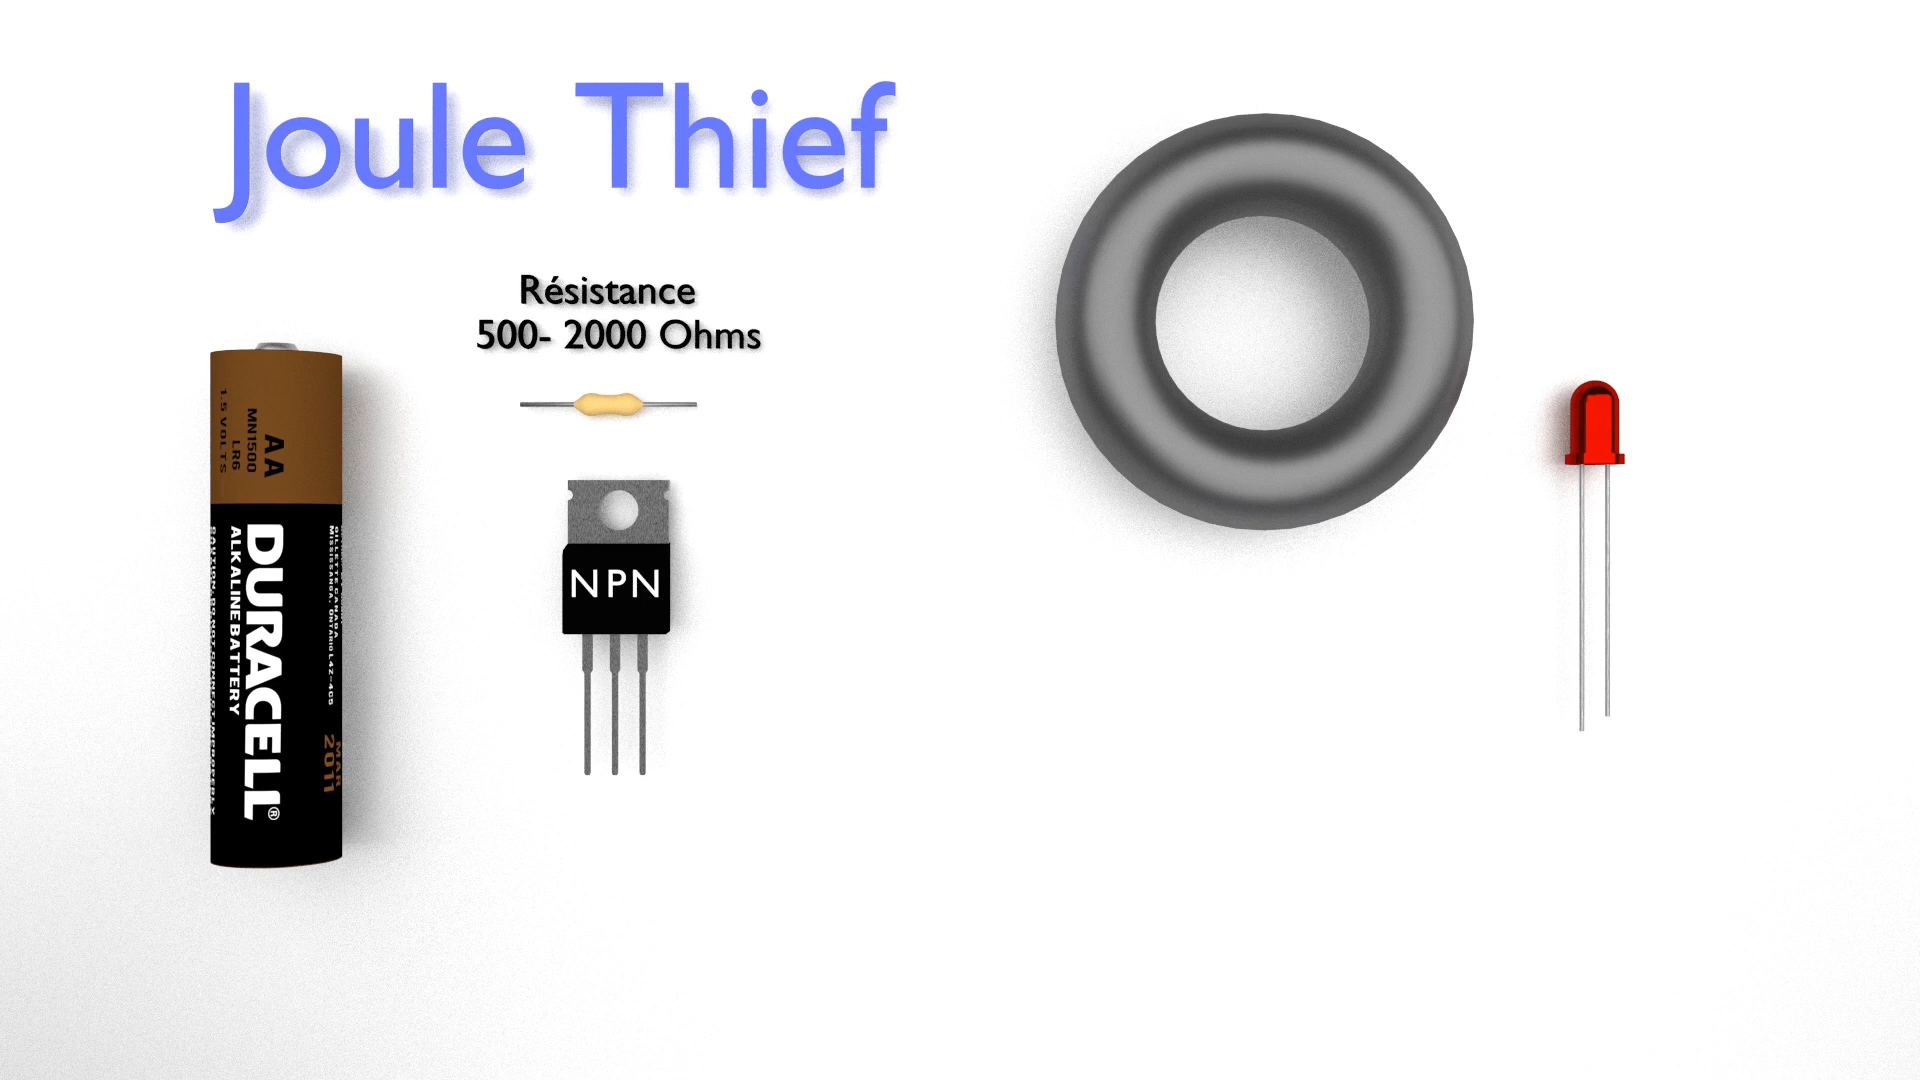 Joule Thief
Résistance
500- 2000 Ohms
AA
MN1500
LR6
1.5 VOLTS
DURACELL®
ALKALINE BATTERY
MAR
2011
NPN